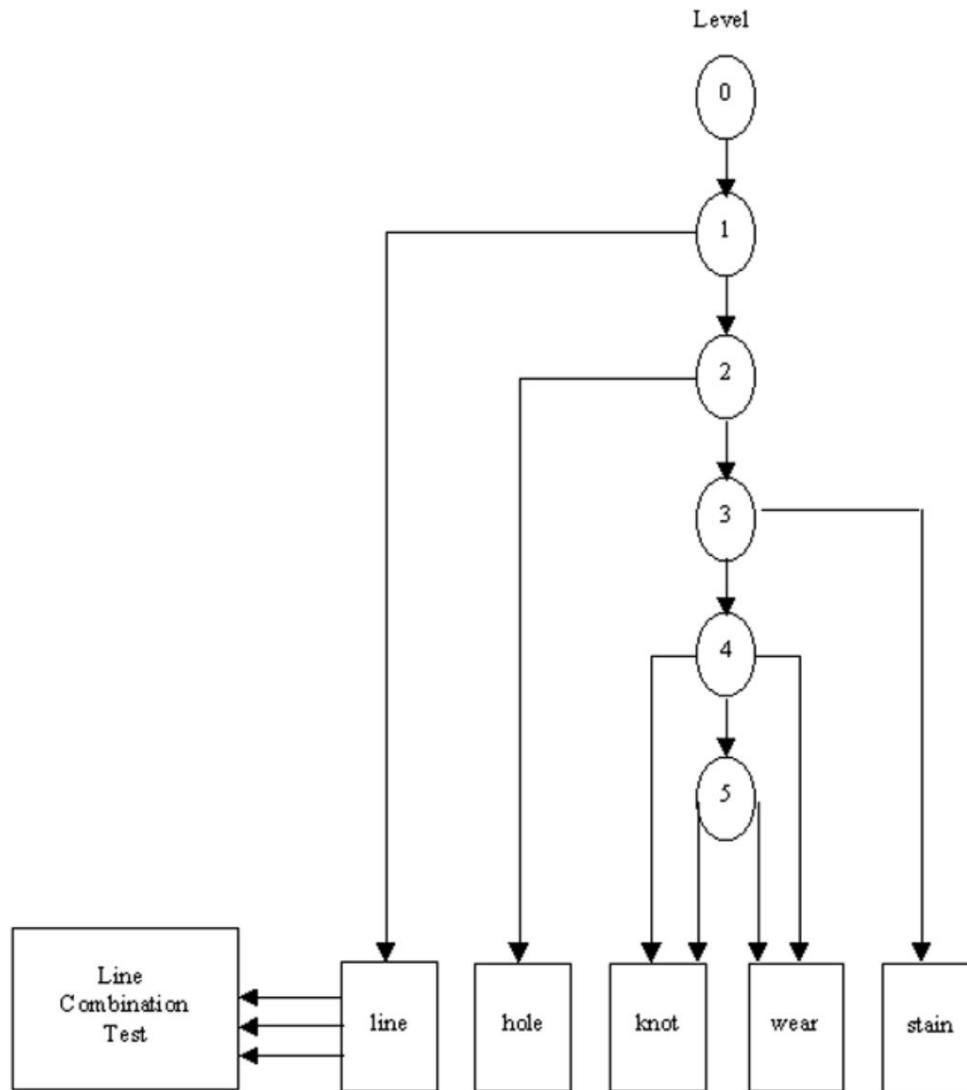 Level
0
1
2
3
4
5
Line
Combination
Test
line
hole
knot
wear
stain